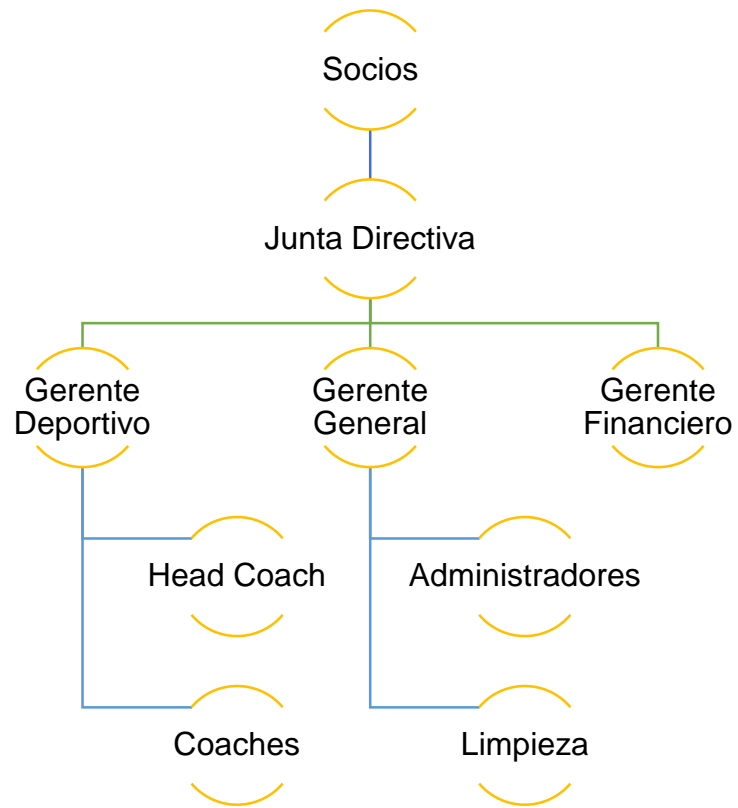 Socios
Junta Directiva
Gerente
Deportivo
Gerente
General
Gerente
Financiero
Head Coach
Administradores
Coaches
Limpieza